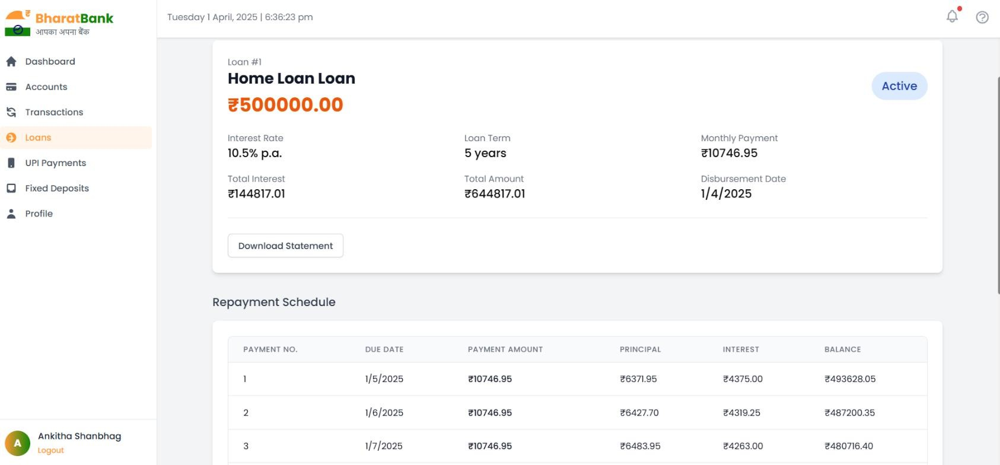 BharatBank
आपका अपना बैंक
Tuesday 1 April, 2025 | 6:36:23 pm
Dashboard
Accounts
Transactions
Loans
UPI Payments
Fixed Deposits
Profile
A
Ankitha Shanbhag
Logout
Loan #1
Home Loan Loan
₹500000.00
Active
Interest Rate Loan Term Monthly Payment
10.5% p.a. 5 years ₹10746.95
Total Interest Total Amount Disbursement Date
₹144817.01 ₹644817.01 1/4/2025
Download Statement
Repayment Schedule
PAYMENT NO. DUE DATE PAYMENT AMOUNT PRINCIPAL INTEREST BALANCE
1 1/5/2025 ₹10746.95 ₹6371.95 ₹4375.00 ₹493628.05
2 1/6/2025 ₹10746.95 ₹6427.70 ₹4319.25 ₹487200.35
3 1/7/2025 ₹10746.95 ₹6483.95 ₹4263.00 ₹480716.40